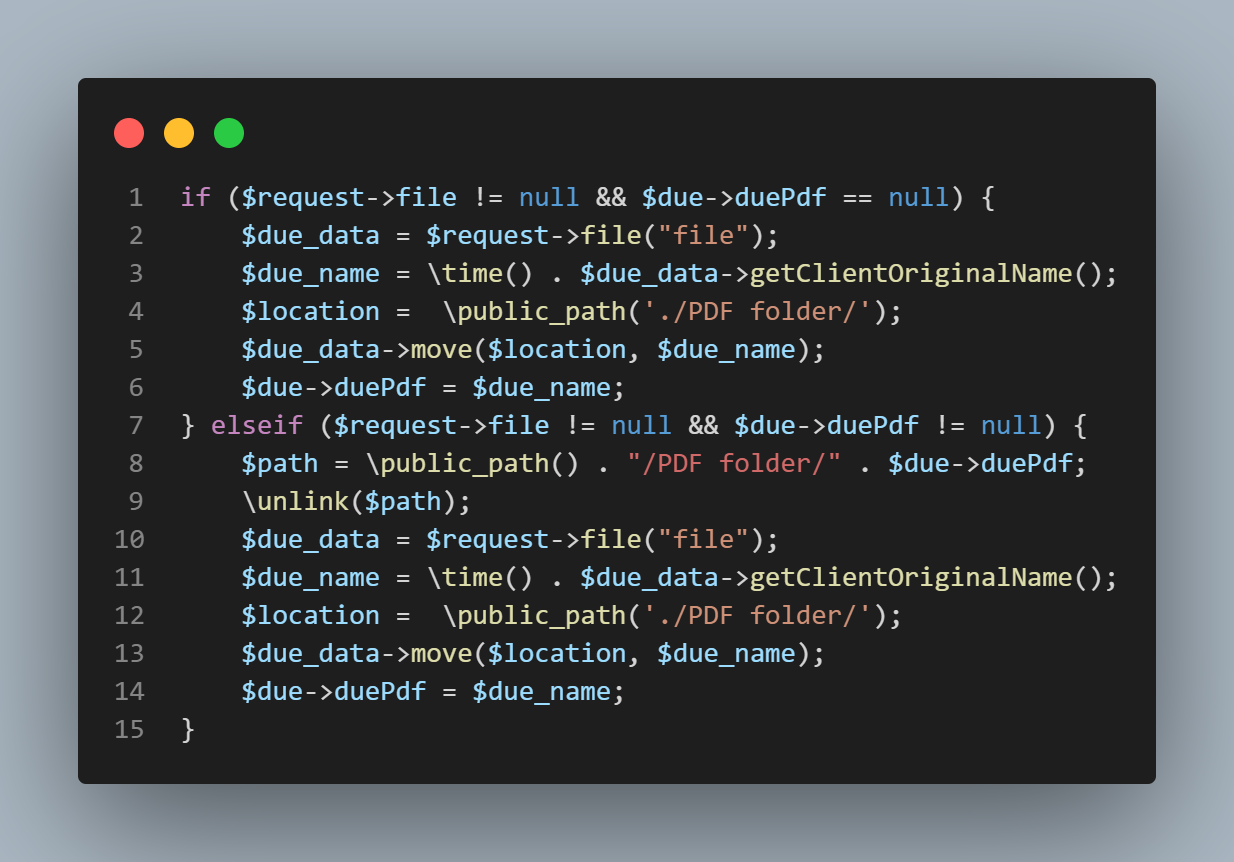 1 if ($request->file != null && $due->duePdf == null) {
2     $due_data = $request->file("file");
3     $due_name = \time() . $due_data->getClientOriginalName();
4     $location =  \public_path('./PDF folder/');
5     $due_data->move($location, $due_name);
6     $due->duePdf = $due_name;
7 } elseif ($request->file != null && $due->duePdf != null) {
8     $path = \public_path() . "/PDF folder/" . $due->duePdf;
9     \unlink($path);
10     $due_data = $request->file("file");
11     $due_name = \time() . $due_data->getClientOriginalName();
12     $location =  \public_path('./PDF folder/');
13     $due_data->move($location, $due_name);
14     $due->duePdf = $due_name;
15 }